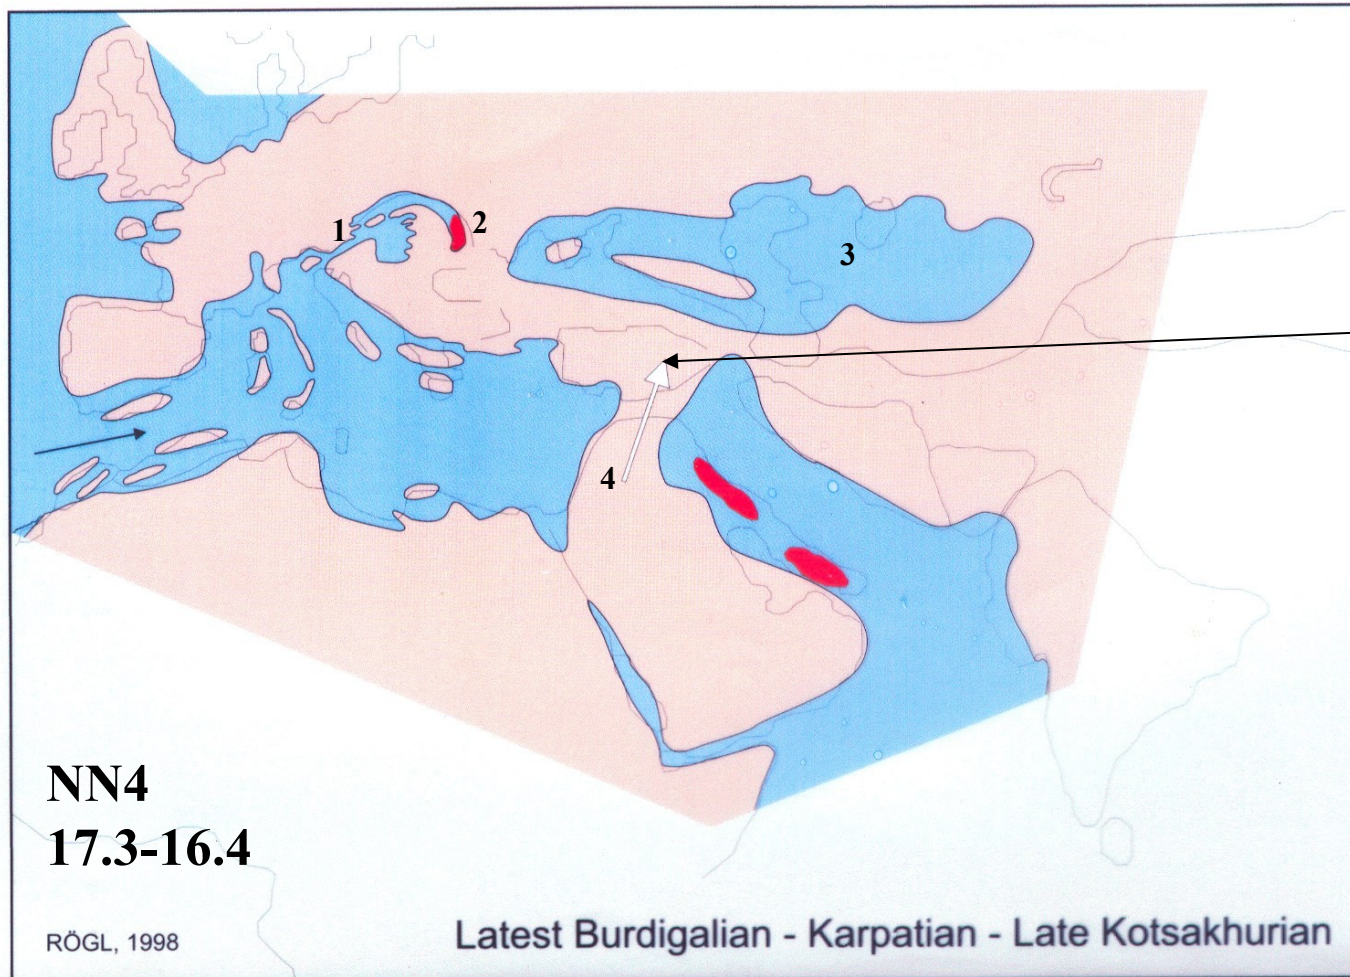 1
2
3
4
NN4
17.3-16.4
RÖGL, 1998
Latest Burdigalian - Karpatian - Late Kotsakhurian